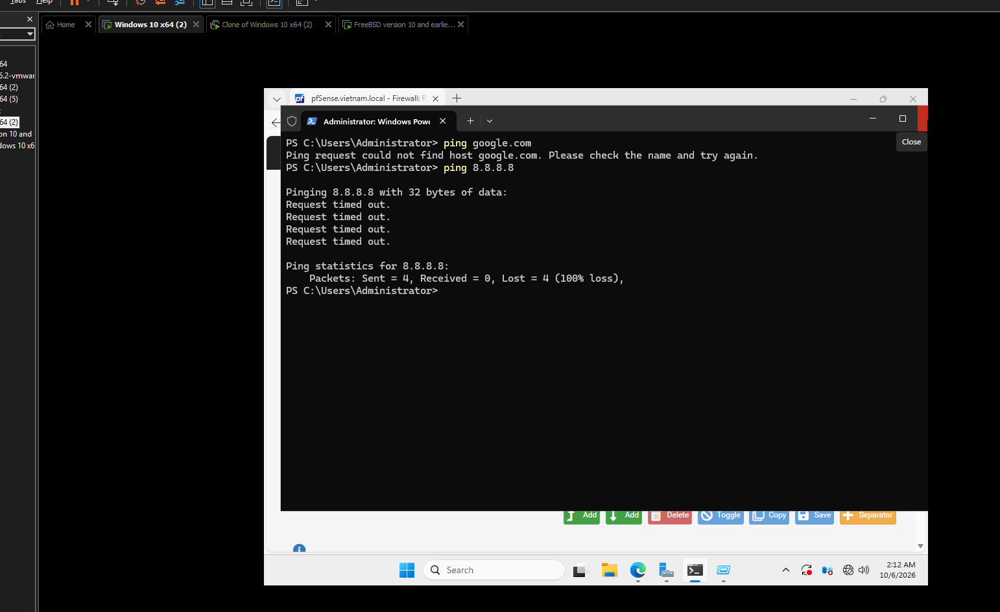 Tabs Help
Home
Windows 10 x64 (2)
Clone of Windows 10 x64 (2)
FreeBSD version 10 and earlie...
64
6.2-vmwar
64 (2)
64 (5)
64 (2)
on 10 and
dows 10 x6
pfSense.vietnam.local - Firewall: R
Administrator: Windows Powe
Close
PS C:\Users\Administrator> ping google.com
Ping request could not find host google.com. Please check the name and try again.
PS C:\Users\Administrator> ping 8.8.8.8
Pinging 8.8.8.8 with 32 bytes of data:
Request timed out.
Request timed out.
Request timed out.
Request timed out.
Ping statistics for 8.8.8.8:
Packets: Sent = 4, Received = 0, Lost = 4 (100% loss),
PS C:\Users\Administrator>
Add
Add
Delete
Toggle
Copy
Save
Separator
Search
2:12 AM
10/6/2026